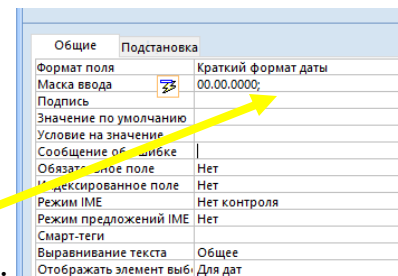 Общие Подстановка
Формат поля Краткий формат даты
Маска ввода 00.00.0000;
Подпись
Значение по умолчанию
Условие на значение
Сообщение об ошибке
Обязательное поле Нет
Индексированное поле Нет
Режим IME Нет контроля
Режим предложений IME Нет
Смарт-теги
Выравнивание текста Общее
Отображать элемент выб Для дат